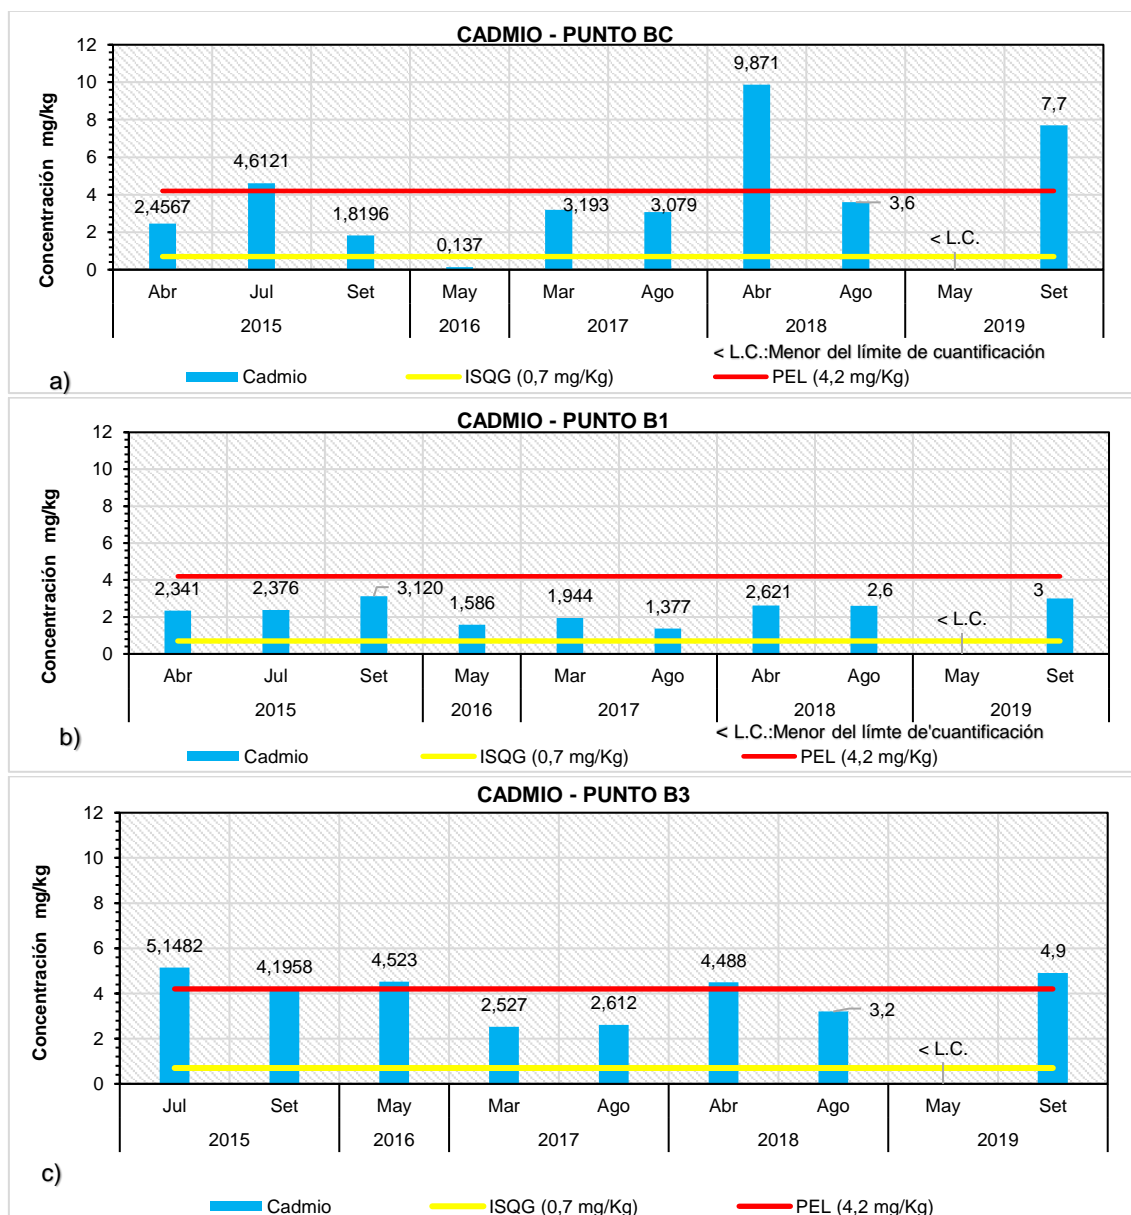 CADMIO - PUNTO BC
Concentración mg/kg
12
10
8
6
4
2
0
2,4567
4,6121
1,8196
0,137
3,193
3,079
9,871
3,6
< L.C.
7,7
Abr Jul Set May Mar Ago Abr Ago May Set
2015 2016 2017 2018 2019
< L.C.:Menor del límite de cuantificación
a)
Cadmio ISQG (0,7 mg/Kg) PEL (4,2 mg/Kg)
CADMIO - PUNTO B1
Concentración mg/kg
12
10
8
6
4
2
0
2,341
2,376
3,120
1,586
1,944
1,377
2,621
2,6
< L.C.
3
Abr Jul Set May Mar Ago Abr Ago May Set
2015 2016 2017 2018 2019
< L.C.:Menor del límte de'cuantificación
b)
Cadmio ISQG (0,7 mg/Kg) PEL (4,2 mg/Kg)
CADMIO - PUNTO B3
Concentración mg/kg
12
10
8
6
4
2
0
5,1482
4,1958
4,523
2,527
2,612
4,488
3,2
< L.C.
4,9
Jul Set May Mar Ago Abr Ago May Set
2015 2016 2017 2018 2019
c)
Cadmio ISQG (0,7 mg/Kg) PEL (4,2 mg/Kg)